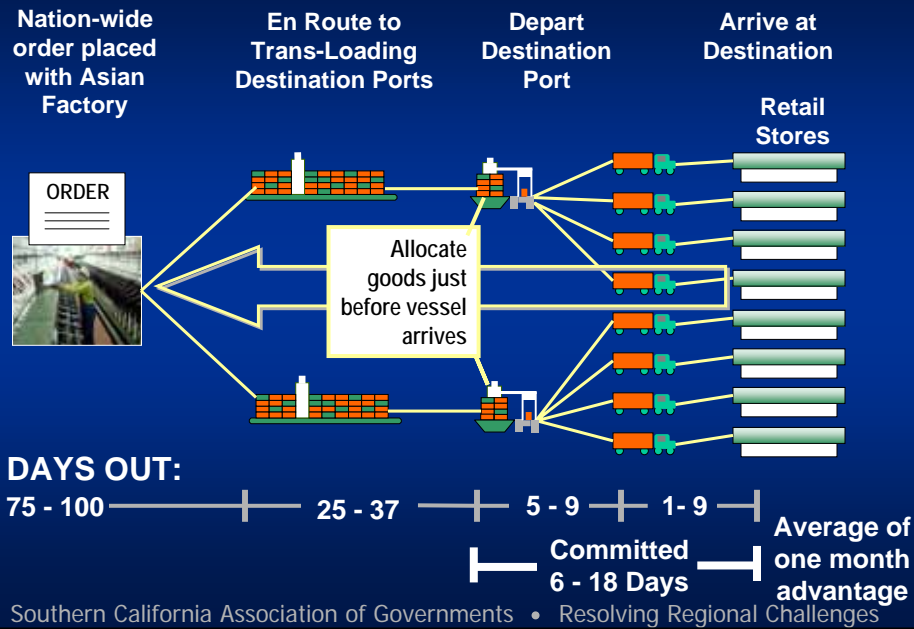 Nation-wide
order placed
with Asian
Factory
En Route to
Trans-Loading
Destination Ports
Depart
Destination
Port
Arrive at
Destination
Retail
Stores
ORDER
Allocate
goods just
before vessel
arrives
DAYS OUT:
75 - 100
25 - 37
5 - 9
1- 9
Committed
6 - 18 Days
Average of
one month
advantage
Southern California Association of Governments • Resolving Regional Challenges